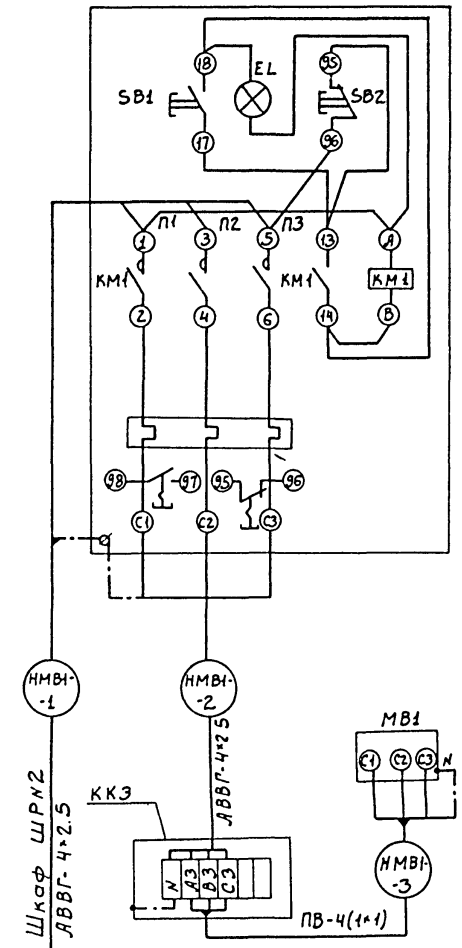 18
EL
95
SB1
SB2
17
96
П1
П2
П3
1
3
5
13
А
КМ1
КМ1
КМ1
2
4
6
14
В
98
97
95
96
С1
С2
С3
НМВ1-
-1
НМВ1-
-2
МВ1
С1
С2
С3
N
Шкаф ШРN2
АВВГ-4×2.5
АВВГ-4×2.5
ККЭ
N
А3
В3
С3
НМВ1-
-3
ПВ-4(1×1)